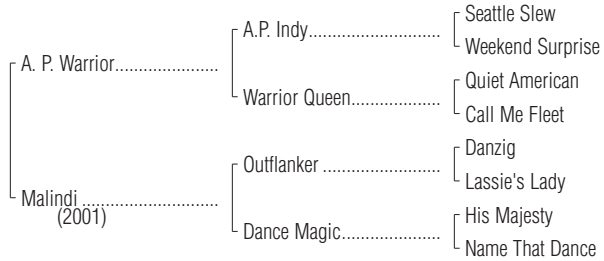 Seattle Slew
A.P. Indy..................................
Weekend Surprise
A. P. Warrior..........................
Quiet American
Warrior Queen......................
Call Me Fleet
Danzig
Outflanker .............................
Lassie's Lady
Malindi ..................................
(2001)
His Majesty
Dance Magic.........................
Name That Dance